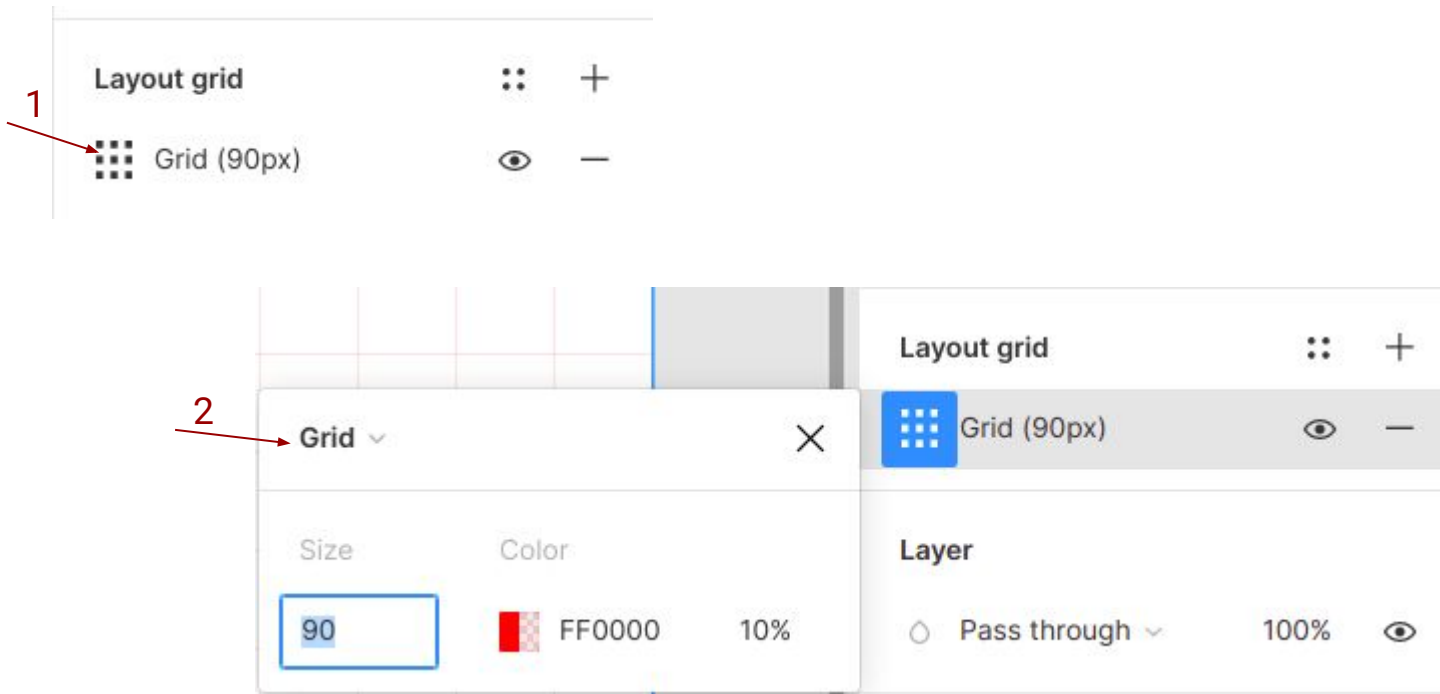 Layout grid
1
Grid (90px)
Layout grid
2
Grid
Grid (90px)
Size
Color
Layer
90
FF0000
10%
Pass through
100%